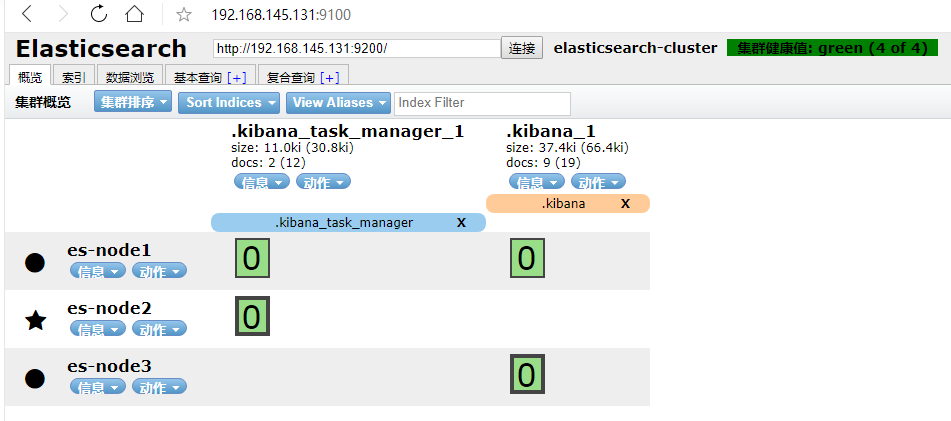 192.168.145.131:9100
Elasticsearch http://192.168.145.131:9200/ 连接 elasticsearch-cluster 集群健康值: green (4 of 4)
概览 索引 数据浏览 基本查询 [+] 复合查询 [+]
集群概览 集群排序 Sort Indices View Aliases Index Filter
.kibana_task_manager_1 .kibana_1
size: 11.0ki (30.8ki) size: 37.4ki (66.4ki)
docs: 2 (12) docs: 9 (19)
信息 动作 信息 动作
.kibana X
.kibana_task_manager X
es-node1 0 0
信息 动作
es-node2 0
信息 动作
es-node3 0
信息 动作